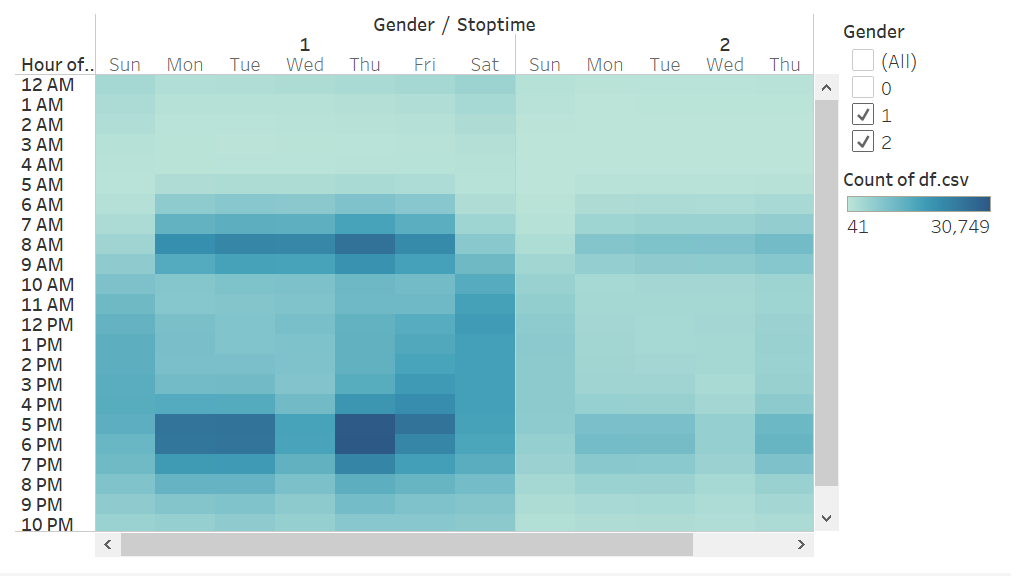 Gender / Stoptime
1 2
Hour of.. Sun Mon Tue Wed Thu Fri Sat Sun Mon Tue Wed Thu
12 AM
1 AM
2 AM
3 AM
4 AM
5 AM
6 AM
7 AM
8 AM
9 AM
10 AM
11 AM
12 PM
1 PM
2 PM
3 PM
4 PM
5 PM
6 PM
7 PM
8 PM
9 PM
10 PM
Gender
(All)
0
1
2
Count of df.csv
41 30,749